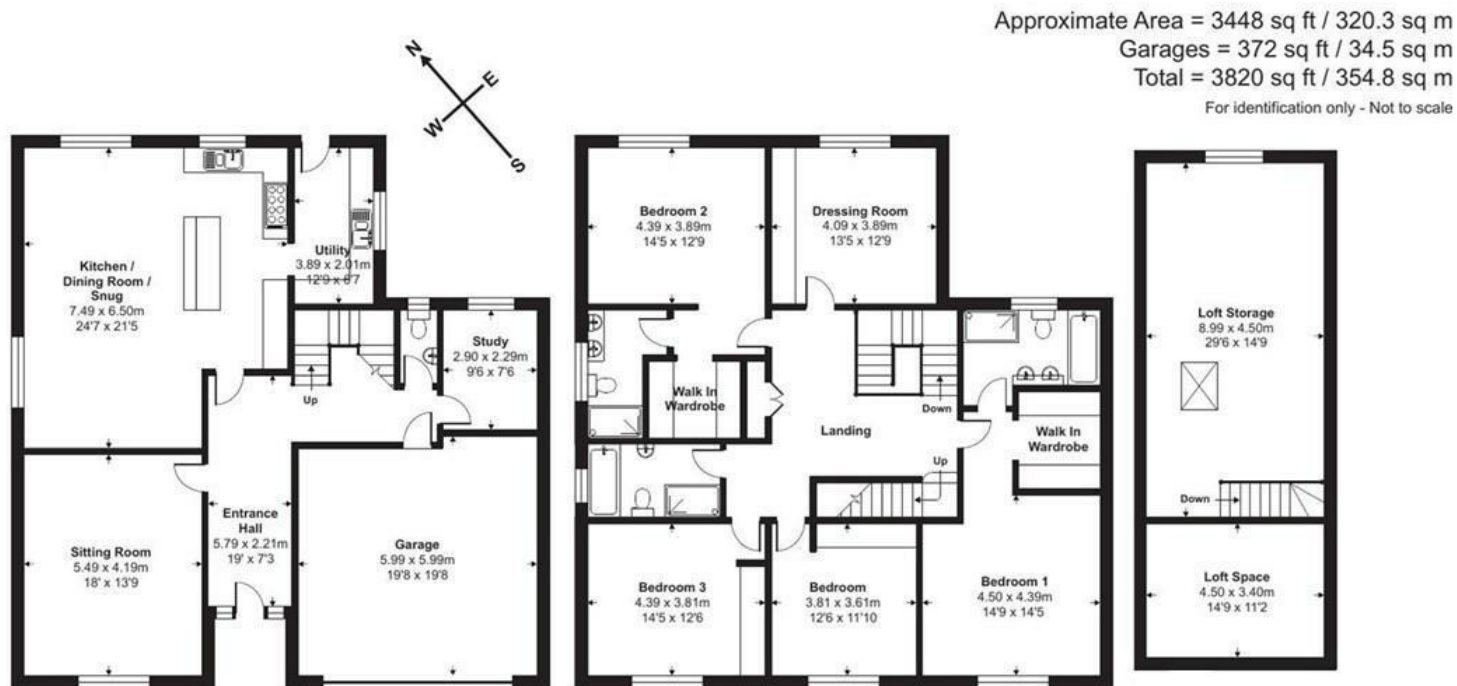 Approximate Area = 3448 sq ft / 320.3 sq m
Garages = 372 sq ft / 34.5 sq m
Total = 3820 sq ft / 354.8 sq m
For identification only - Not to scale
N
E
W
S
Kitchen /
Dining Room /
Snug
7.49 x 6.50m
24'7 x 21'5
Utility
3.89 x 2.01m
12'9 x 6'7
Up
Study
2.90 x 2.29m
9'6 x 7'6
Sitting Room
5.49 x 4.19m
18' x 13'9
Entrance
Hall
5.79 x 2.21m
19' x 7'3
Garage
5.99 x 5.99m
19'8 x 19'8
Bedroom 2
4.39 x 3.89m
14'5 x 12'9
Dressing Room
4.09 x 3.89m
13'5 x 12'9
Walk In
Wardrobe
Landing
Down
Up
Walk In
Wardrobe
Bedroom 3
4.39 x 3.81m
14'5 x 12'6
Bedroom
3.81 x 3.61m
12'6 x 11'10
Bedroom 1
4.50 x 4.39m
14'9 x 14'5
Loft Storage
8.99 x 4.50m
29'6 x 14'9
Down
Loft Space
4.50 x 3.40m
14'9 x 11'2